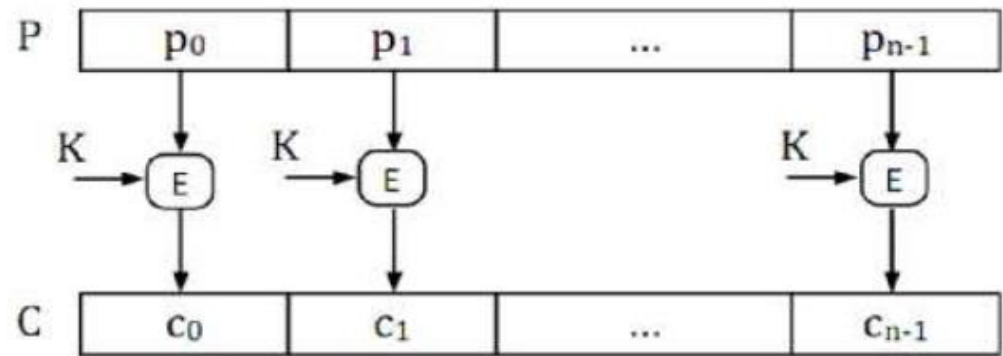 P p₀ p₁ ... pₙ₋₁
K K K
E E E
C c₀ c₁ ... cₙ₋₁